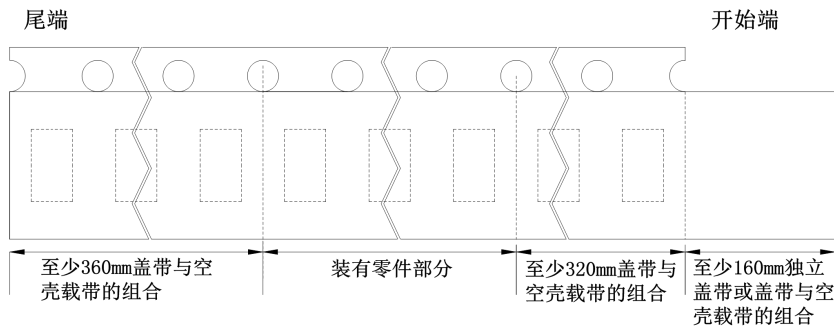 尾端
开始端
至少360mm盖带与空
壳载带的组合
装有零件部分
至少320mm盖带与
空壳载带的组合
至少160mm独立
盖带或盖带与空
壳载带的组合